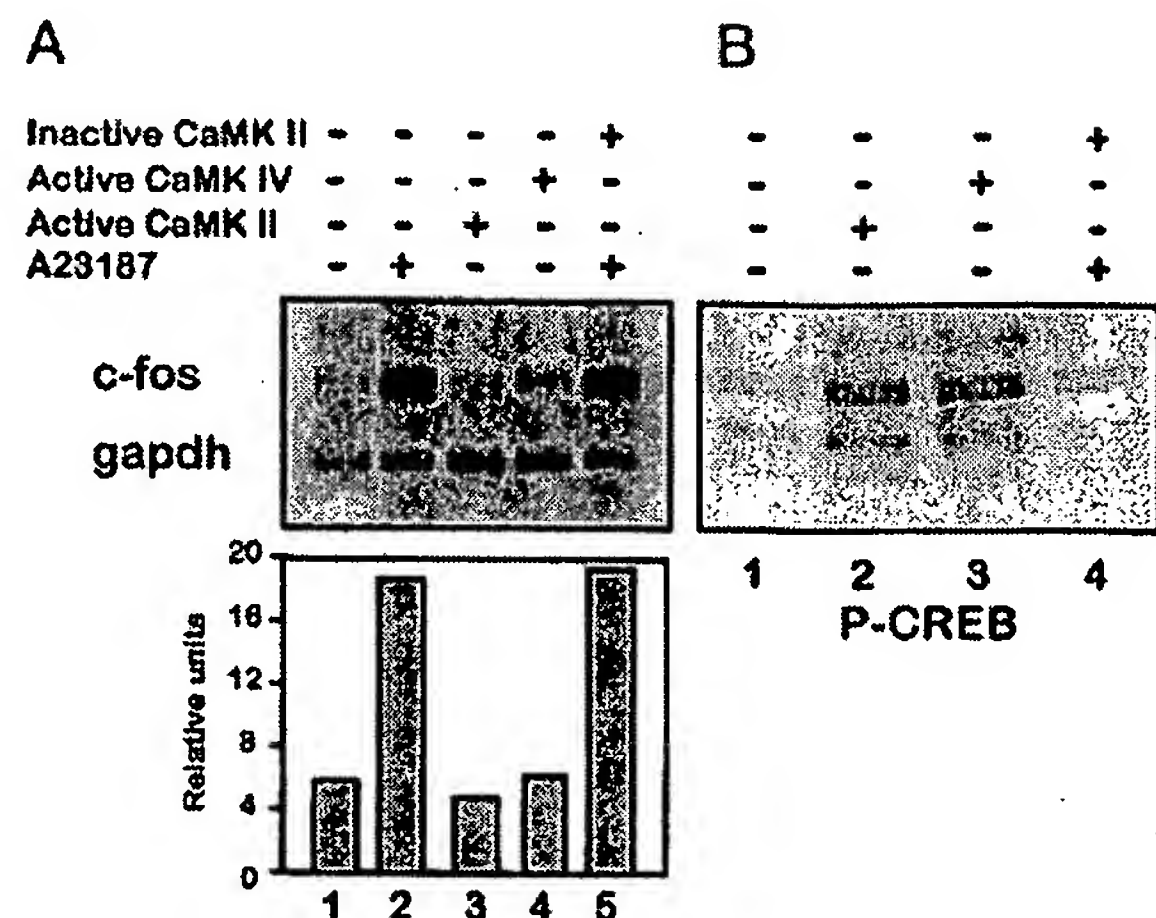 A B
Inactive CaMK II - - - - + - - - +
Active CaMK IV - - - + - - - + -
Active CaMK II - - + - - - + - -
A23187 - + - - + - - - +
c-fos
gapdh
20
16
12
8
4
0
Relative units
1 2 3 4 5
1 2 3 4
P-CREB